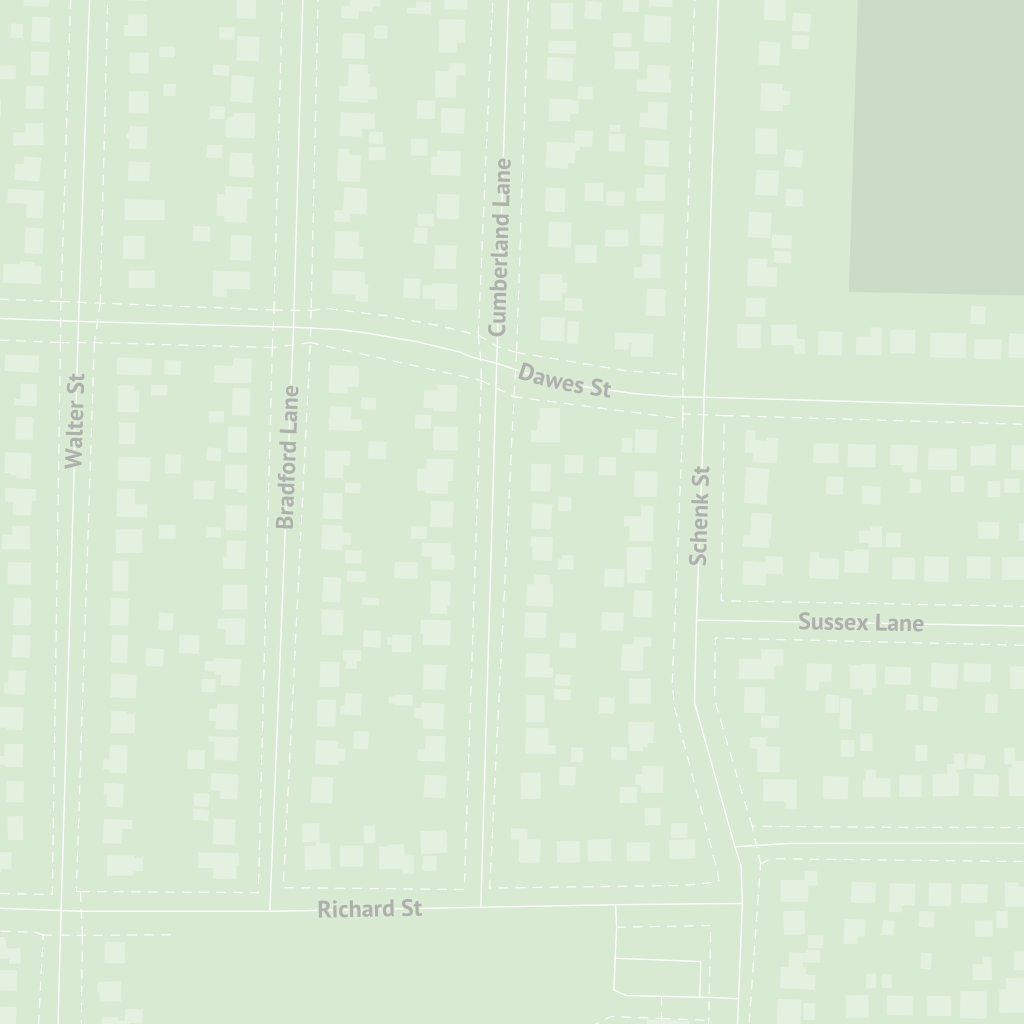 Cumberland Lane
Dawes St
Walter St
Bradford Lane
Schenk St
Sussex Lane
Richard St